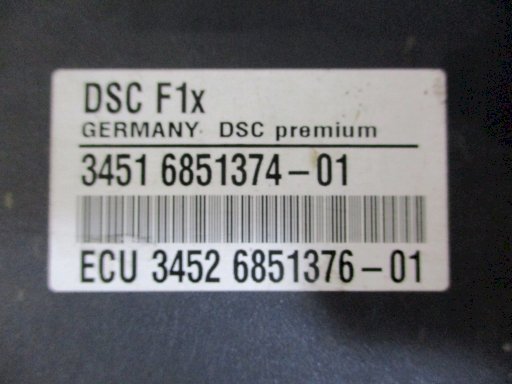 DSC F1x
GERMANY DSC premium
3451 6851374-01
ECU 3452 6851376-01